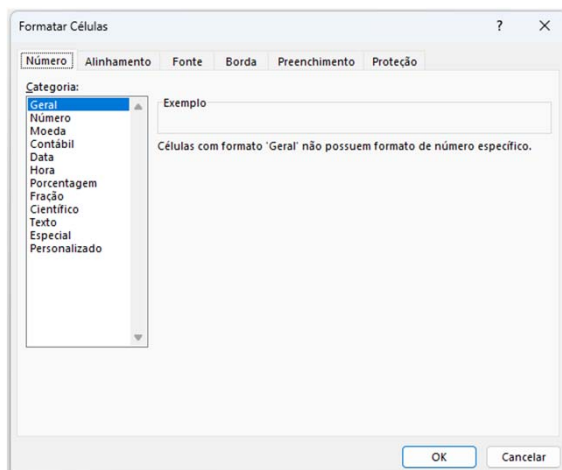 Formatar Células ? ×
Número Alinhamento Fonte Borda Preenchimento Proteção
Categoria:
Geral
Número
Moeda
Contábil
Data
Hora
Porcentagem
Fração
Científico
Texto
Especial
Personalizado
Exemplo
Células com formato 'Geral' não possuem formato de número específico.
OK Cancelar